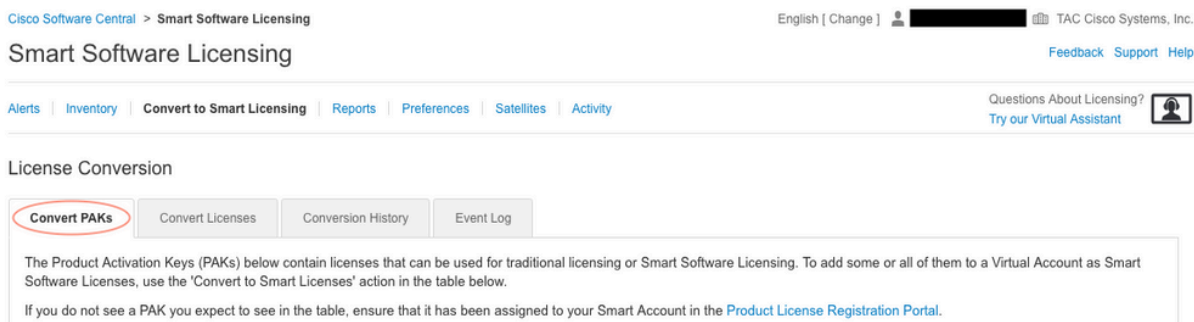 Cisco Software Central > Smart Software Licensing
English [ Change ]
TAC Cisco Systems, Inc.
Smart Software Licensing
Feedback Support Help
Alerts Inventory Convert to Smart Licensing Reports Preferences Satellites Activity
Questions About Licensing?
Try our Virtual Assistant
License Conversion
Convert PAKs Convert Licenses Conversion History Event Log
The Product Activation Keys (PAKs) below contain licenses that can be used for traditional licensing or Smart Software Licensing. To add some or all of them to a Virtual Account as Smart
Software Licenses, use the 'Convert to Smart Licenses' action in the table below.
If you do not see a PAK you expect to see in the table, ensure that it has been assigned to your Smart Account in the Product License Registration Portal.